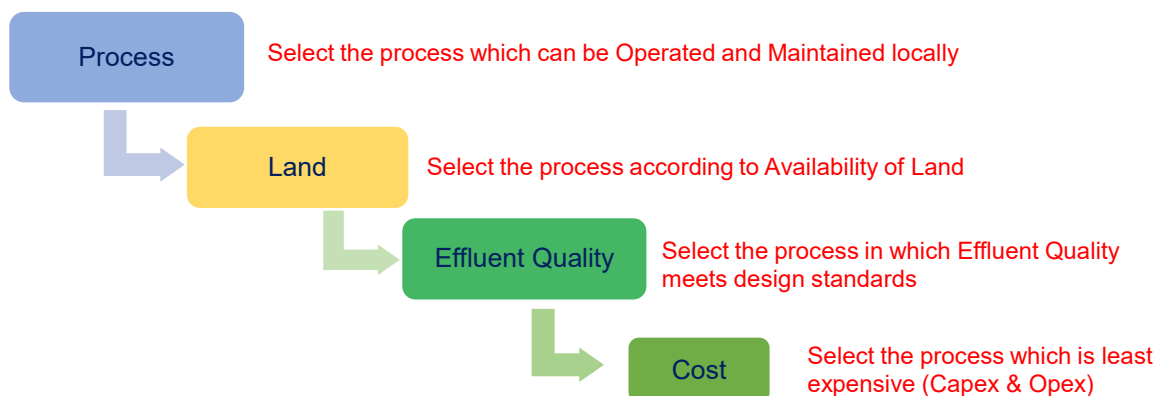 Process
Select the process which can be Operated and Maintained locally
Land
Select the process according to Availability of Land
Effluent Quality
Select the process in which Effluent Quality
meets design standards
Cost
Select the process which is least
expensive (Capex & Opex)